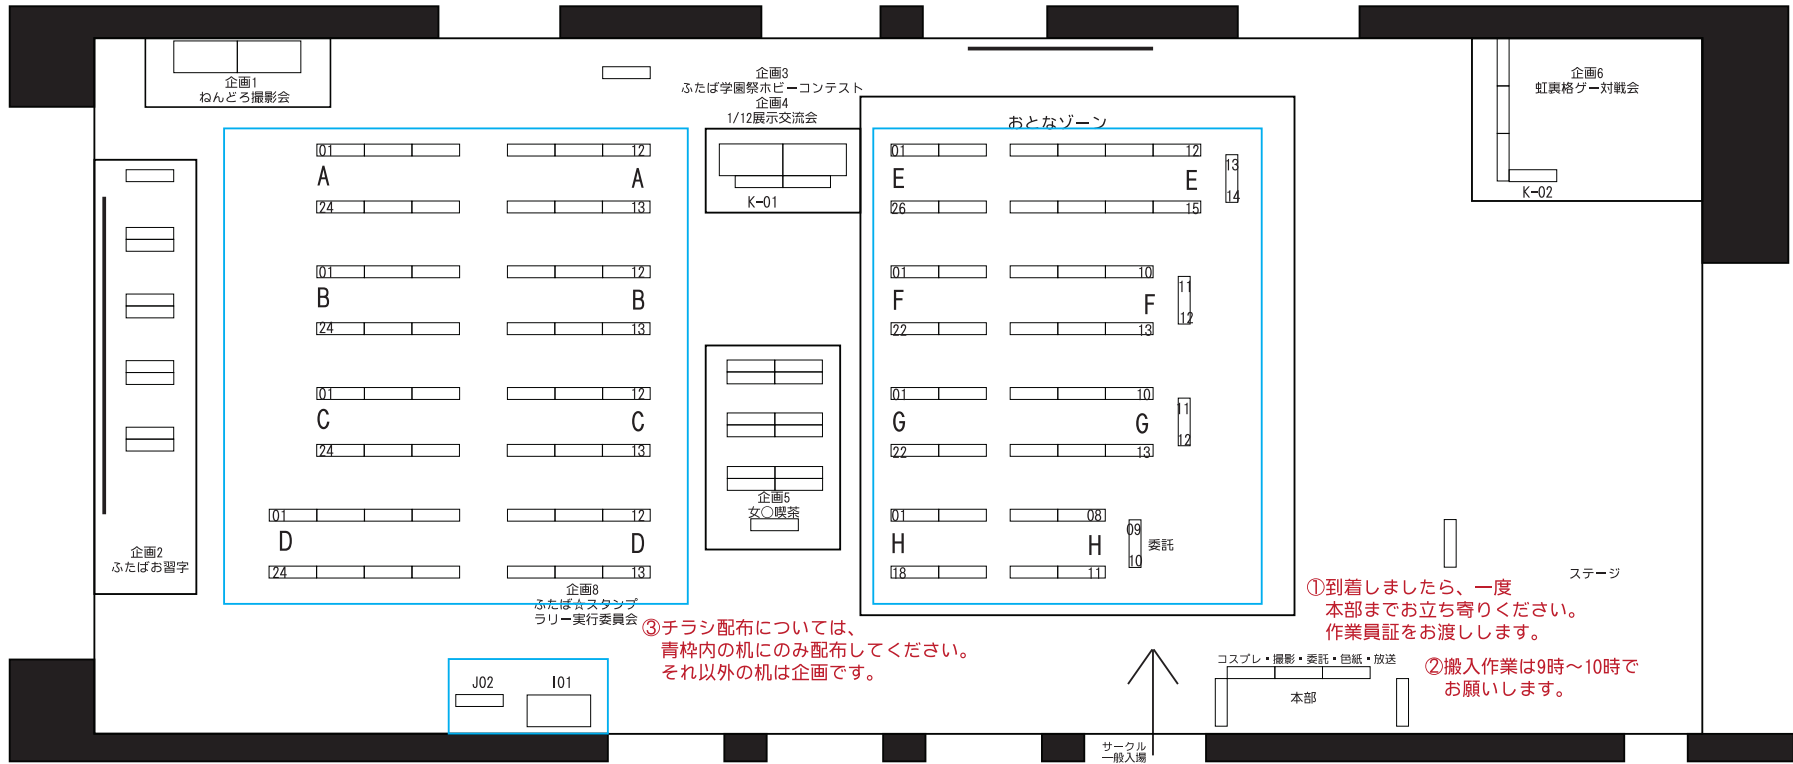 企画1
ねんどろ撮影会
企画3
ふたば学園祭ホビーコンテスト
企画4
1/12展示交流会
企画6
虹裏格ゲー対戦会
K-02
K-01
おとなゾーン
01
12
A
A
24
13
01
12
B
B
24
13
01
12
C
C
24
13
01
12
D
D
24
13
01
12
E
E
13
14
26
15
01
10
F
F
11
12
22
13
01
10
G
G
11
12
22
13
01
08
H
H
09
10
委託
18
11
企画5
女○喫茶
企画2
ふたばお習字
企画8
ふたば☆スタンプ
ラリー実行委員会
ステージ
①到着しましたら、一度
本部までお立ち寄りください。
作業員証をお渡しします。
③チラシ配布については、
青枠内の机にのみ配布してください。
それ以外の机は企画です。
コスプレ・撮影・委託・色紙・放送
②搬入作業は9時～10時で
お願いします。
本部
J02
I01
サークル
一般入場